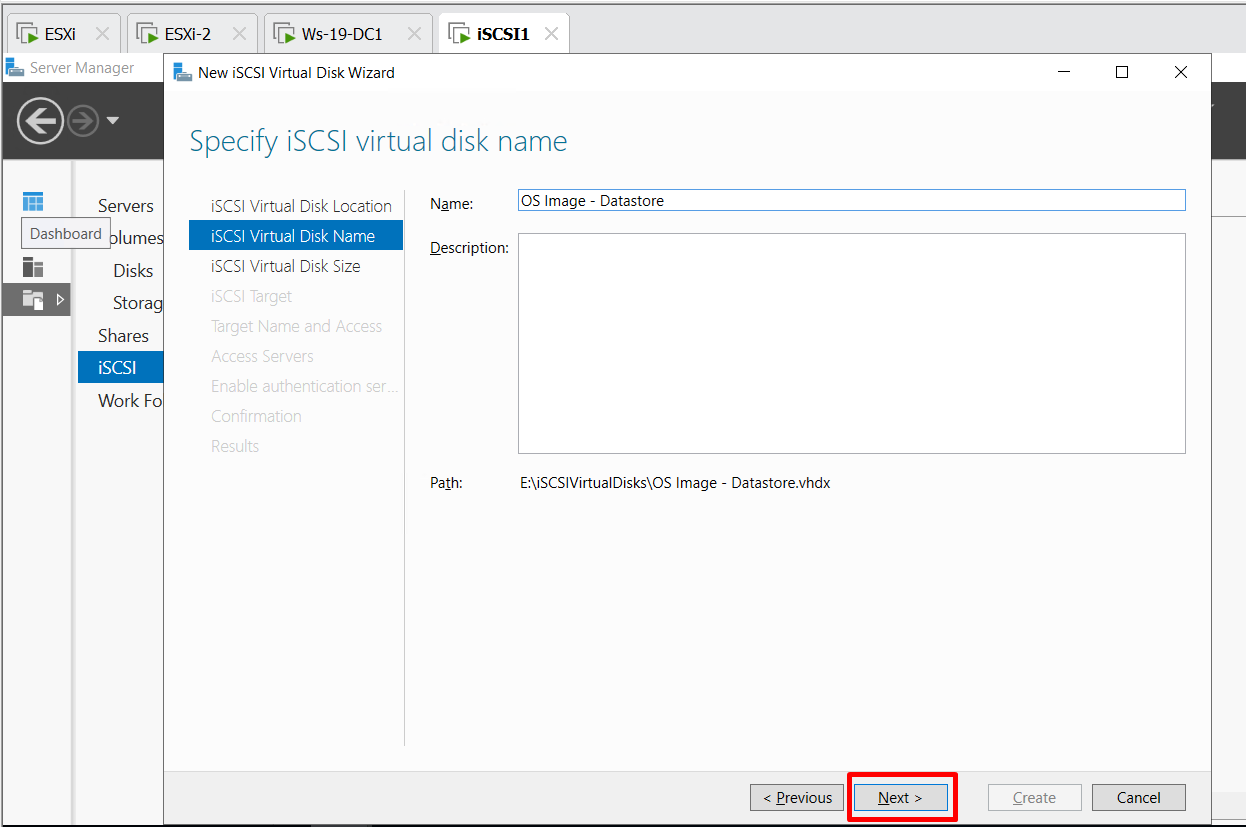 ESXi
ESXi-2
Ws-19-DC1
iSCSI1
Server Manager
New iSCSI Virtual Disk Wizard
Specify iSCSI virtual disk name
Servers
olumes
Disks
Storag
Shares
iSCSI
Work Fo
Dashboard
iSCSI Virtual Disk Location
iSCSI Virtual Disk Name
iSCSI Virtual Disk Size
iSCSI Target
Target Name and Access
Access Servers
Enable authentication ser...
Confirmation
Results
Name: OS Image - Datastore
Description:
Path: E:\iSCSIVirtualDisks\OS Image - Datastore.vhdx
< Previous Next > Create Cancel